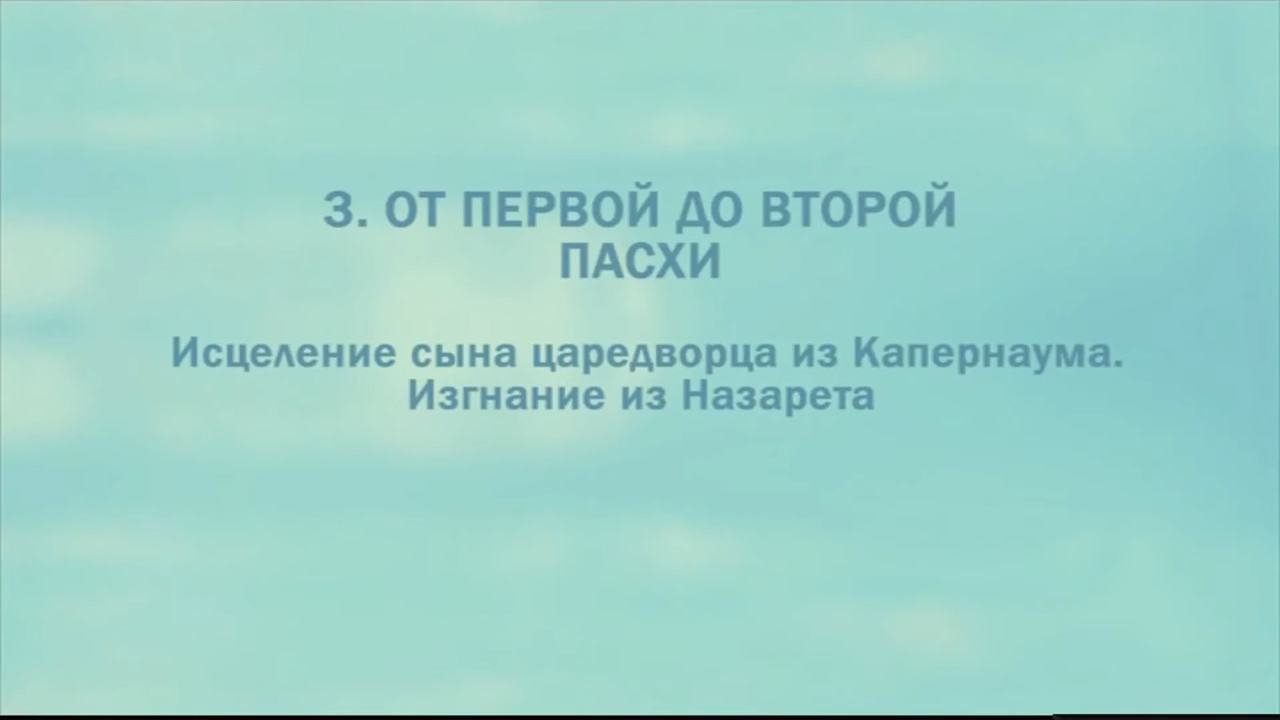 3. ОТ ПЕРВОЙ ДО ВТОРОЙ
ПАСХИ
Исцеление сына царедворца из Капернаума.
Изгнание из Назарета